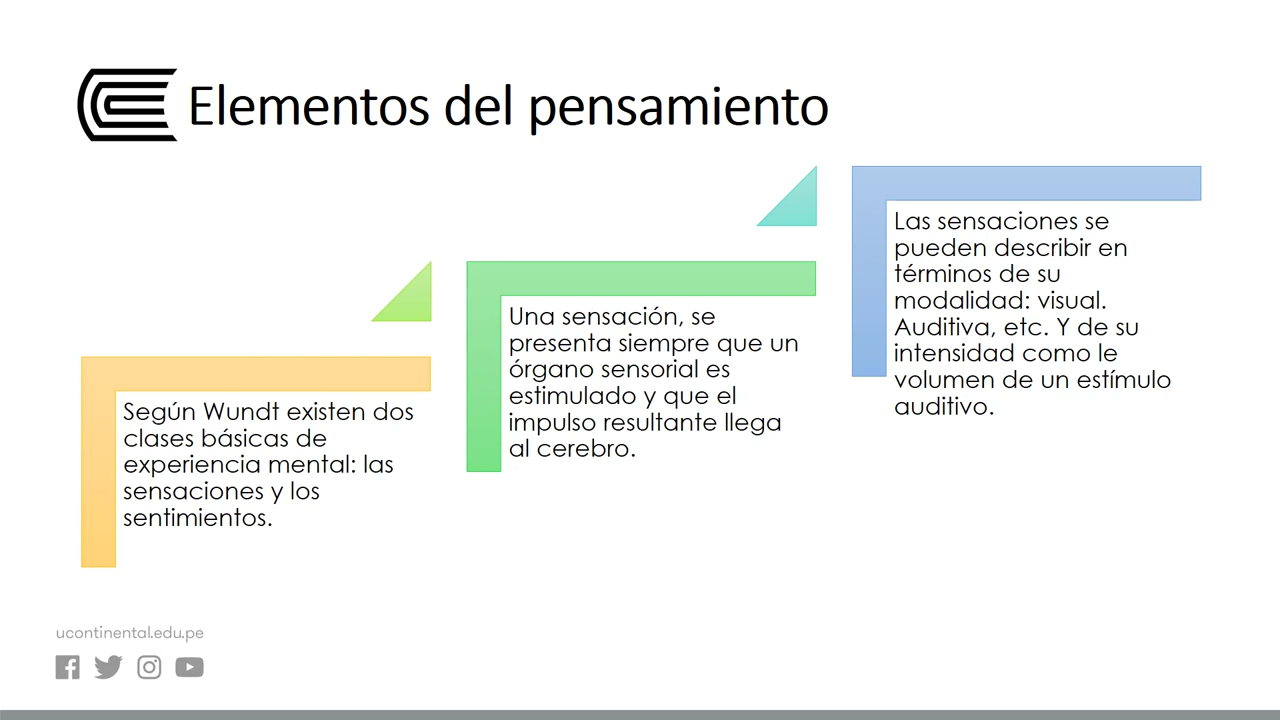 Elementos del pensamiento
Según Wundt existen dos
clases básicas de
experiencia mental: las
sensaciones y los
sentimientos.
Una sensación, se
presenta siempre que un
órgano sensorial es
estimulado y que el
impulso resultante llega
al cerebro.
Las sensaciones se
pueden describir en
términos de su
modalidad: visual.
Auditiva, etc. Y de su
intensidad como le
volumen de un estímulo
auditivo.
ucontinental.edu.pe